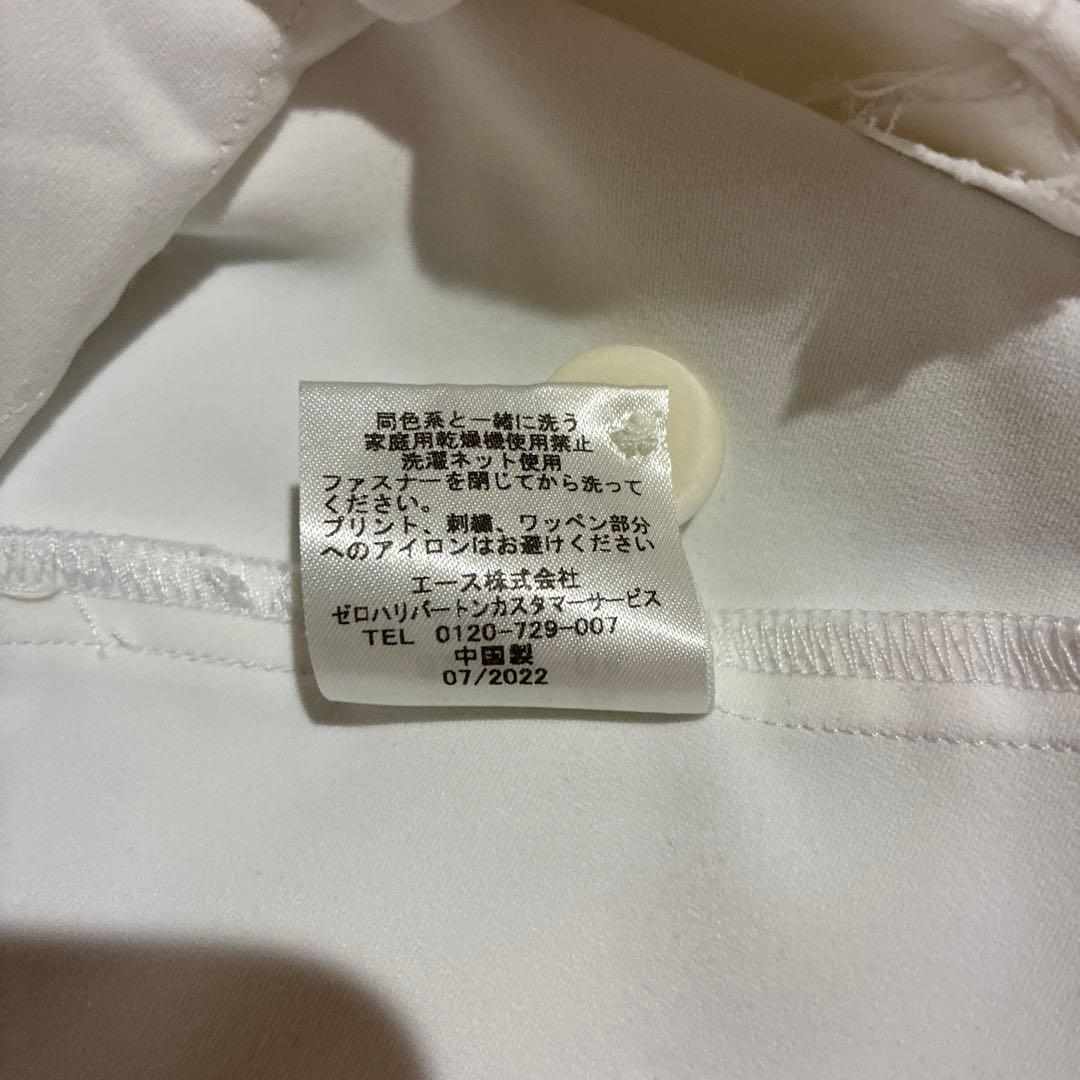 同色系と一緒に洗う
家庭用乾燥機使用禁止
洗濯ネット使用
ファスナーを閉じてから洗って
ください。
プリント、刺繍、ワッペン部分
へのアイロンはお避けください
エース株式会社
ゼロハリバートンカスタマーサービス
TEL 0120-729-007
中国製
07/2022